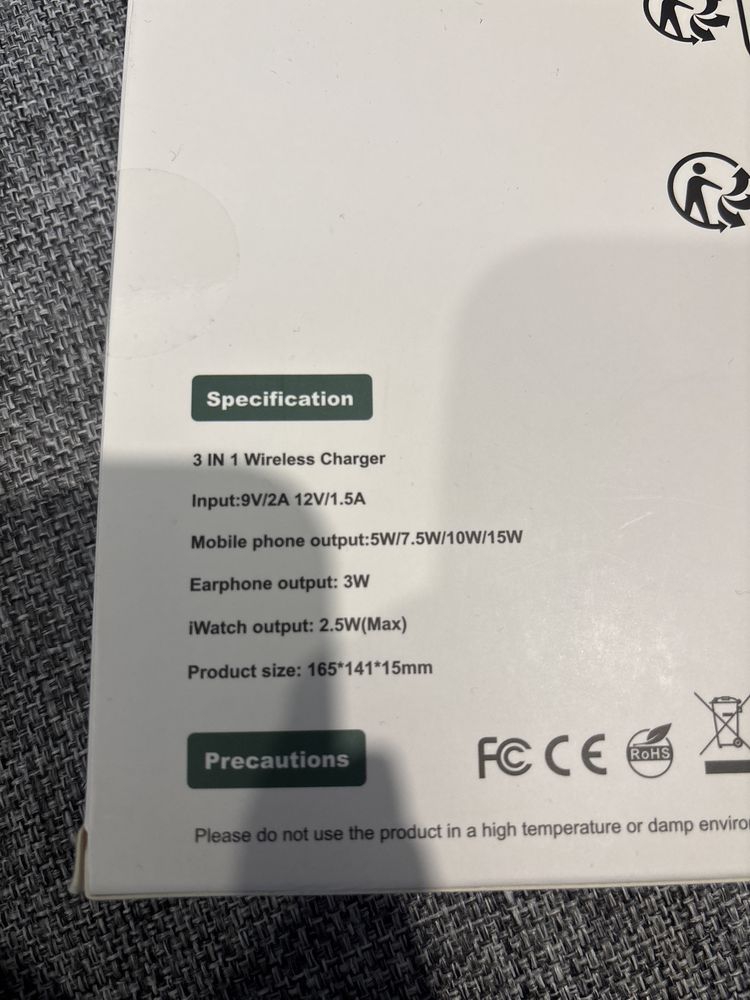 Specification
3 IN 1 Wireless Charger
Input:9V/2A 12V/1.5A
Mobile phone output:5W/7.5W/10W/15W
Earphone output: 3W
iWatch output: 2.5W(Max)
Product size: 165*141*15mm
Precautions
FC CE RoHS
Please do not use the product in a high temperature or damp